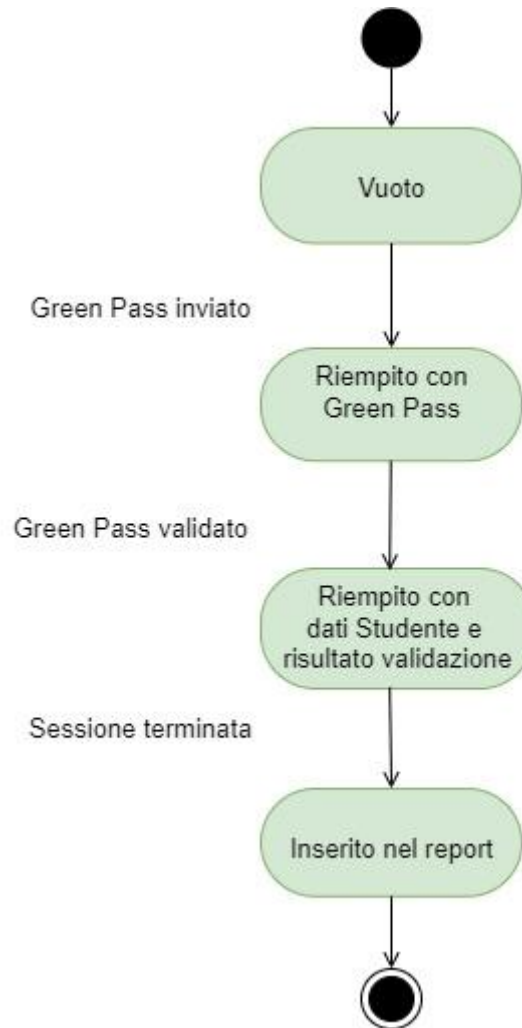 Vuoto
Green Pass inviato
Riempito con
Green Pass
Green Pass validato
Riempito con
dati Studente e
risultato validazione
Sessione terminata
Inserito nel report